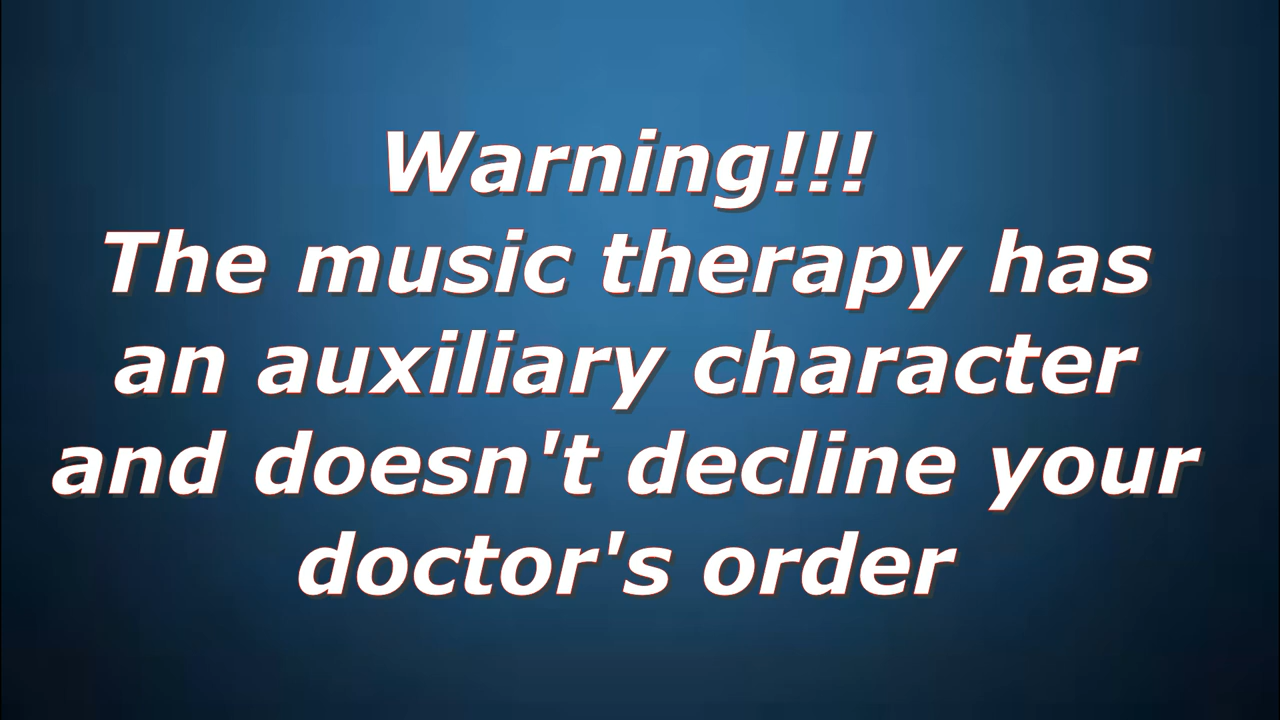 Warning!!!
The music therapy has
an auxiliary character
and doesn't decline your
doctor's order